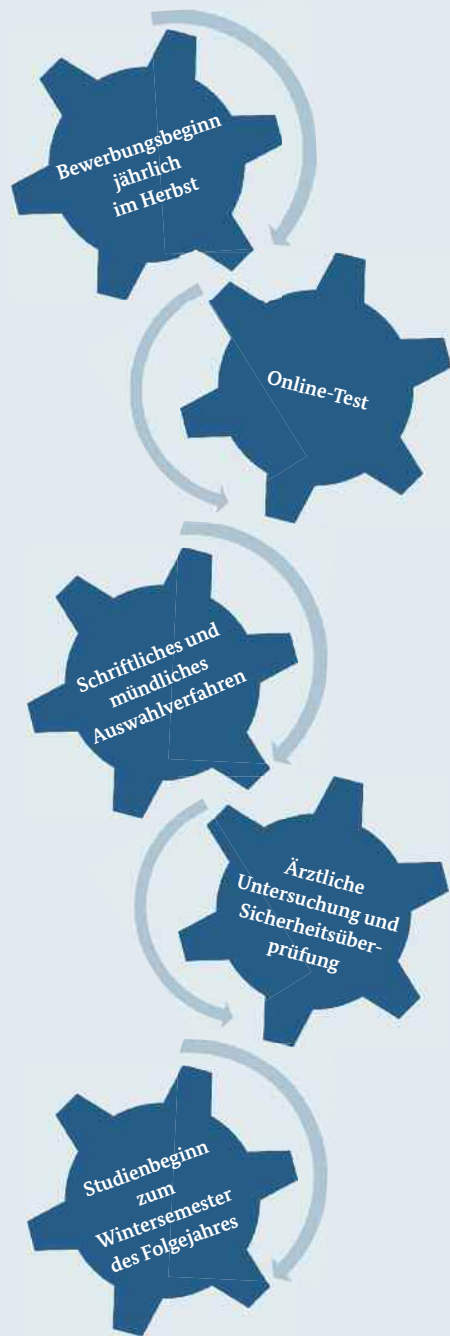 Bewerbungsbeginn
jährlich
im Herbst
Online-Test
Schriftliches und
mündliches
Auswahlverfahren
Ärztliche
Untersuchung und
Sicherheitsüber-
prüfung
Studienbeginn
zum
Wintersemester
des Folgejahres